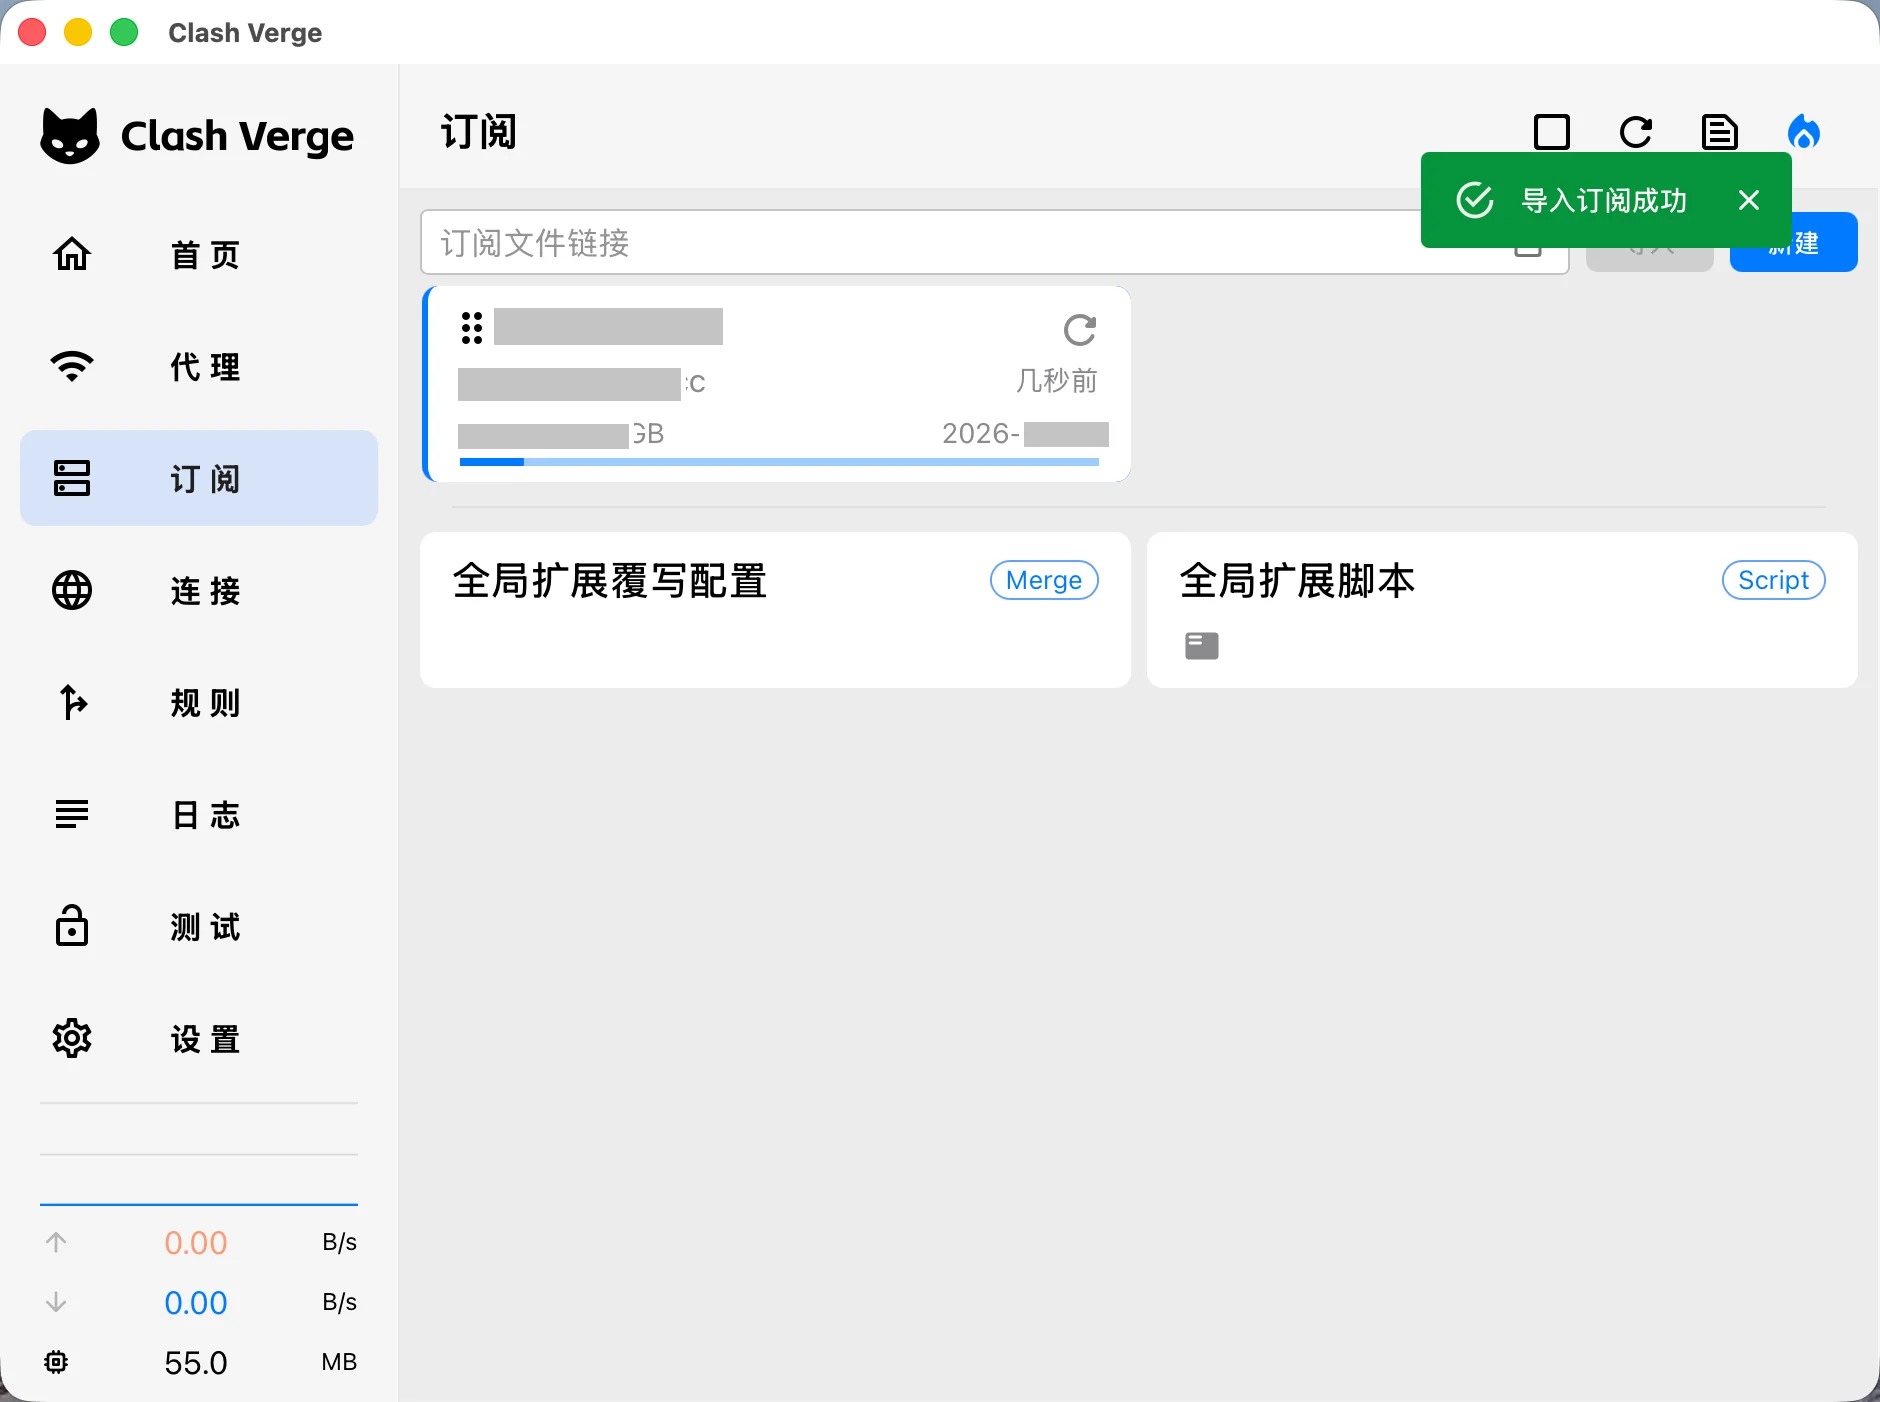 Clash Verge
Clash Verge
首页
代理
订阅
连接
规则
日志
测试
设置
0.00 B/s
0.00 B/s
55.0 MB
订阅
导入订阅成功
订阅文件链接
新建
几秒前
GB
2026-
全局扩展覆写配置
Merge
全局扩展脚本
Script